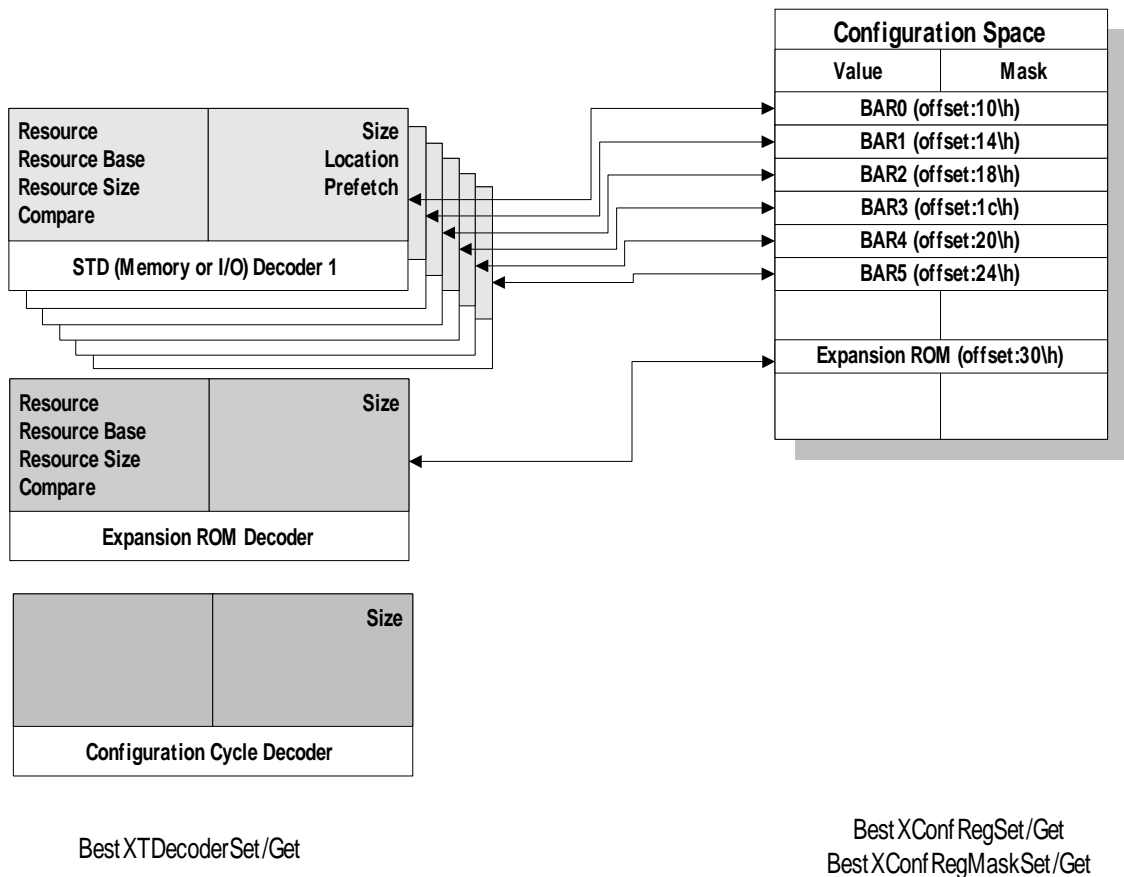 Configuration Space
Value Mask
BAR0 (offset:10\h)
BAR1 (offset:14\h)
BAR2 (offset:18\h)
BAR3 (offset:1c\h)
BAR4 (offset:20\h)
BAR5 (offset:24\h)
Expansion ROM (offset:30\h)
Resource Size
Resource Base Location
Resource Size Prefetch
Compare
STD (Memory or I/O) Decoder 1
Resource Size
Resource Base
Resource Size
Compare
Expansion ROM Decoder
Size
Configuration Cycle Decoder
BestXTDecoderSet/Get
BestXConfRegSet/Get
BestXConfRegMaskSet/Get